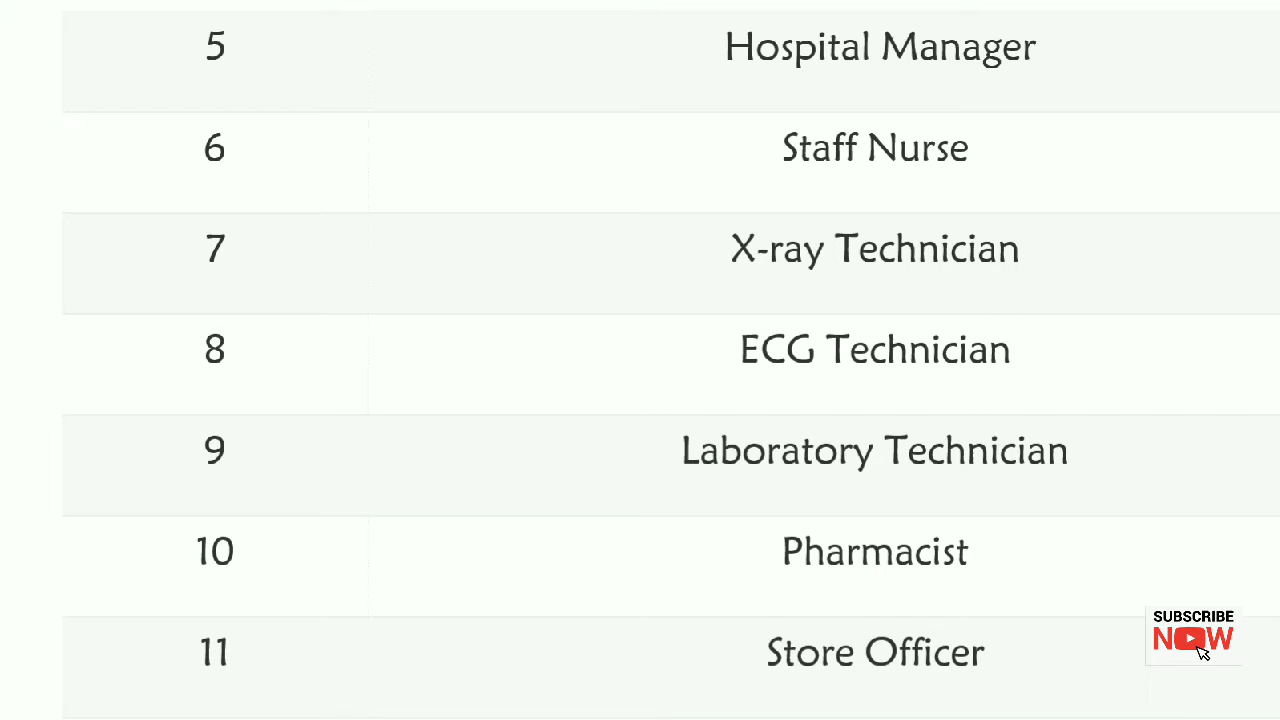 5 Hospital Manager
6 Staff Nurse
7 X-ray Technician
8 ECG Technician
9 Laboratory Technician
10 Pharmacist
11 Store Officer
SUBSCRIBE
NOW